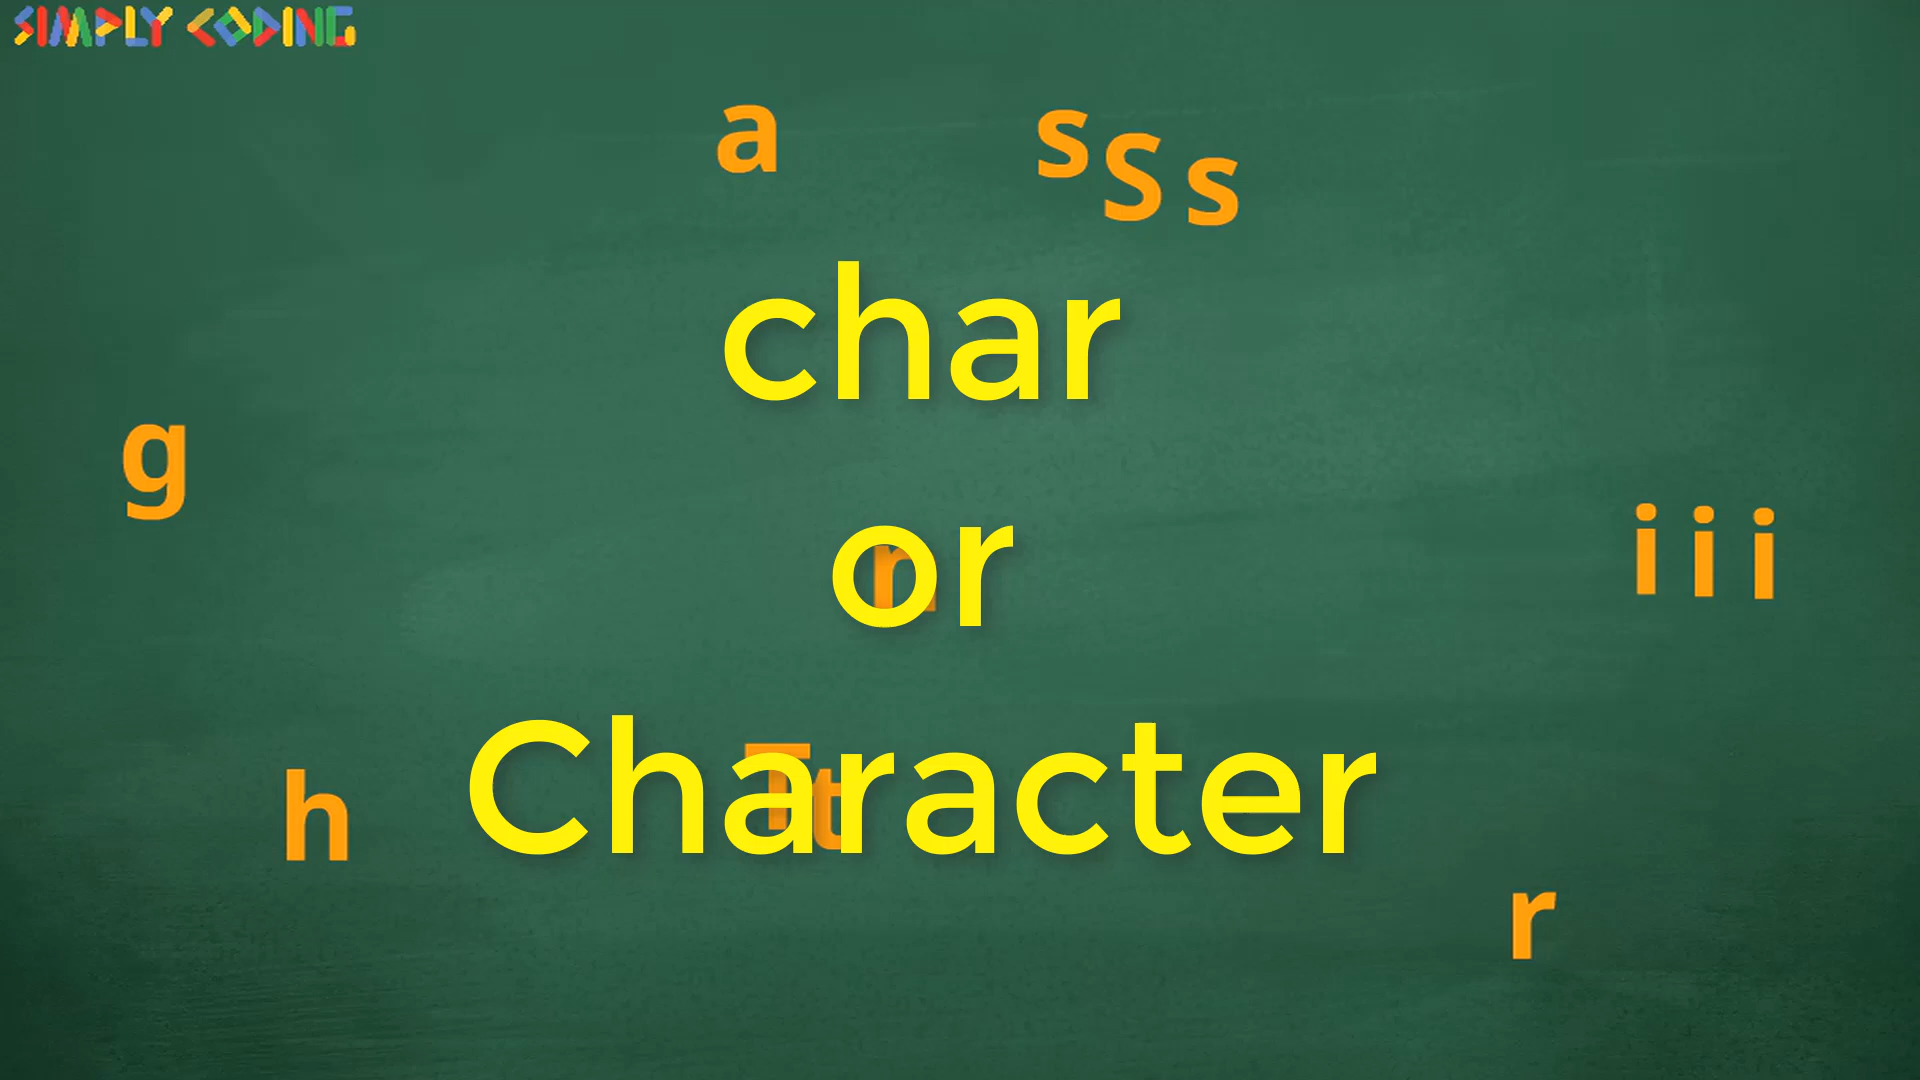 SIMPLY CODING
a
s S s
char
g
i i i
n
or
T t
Character
h
r